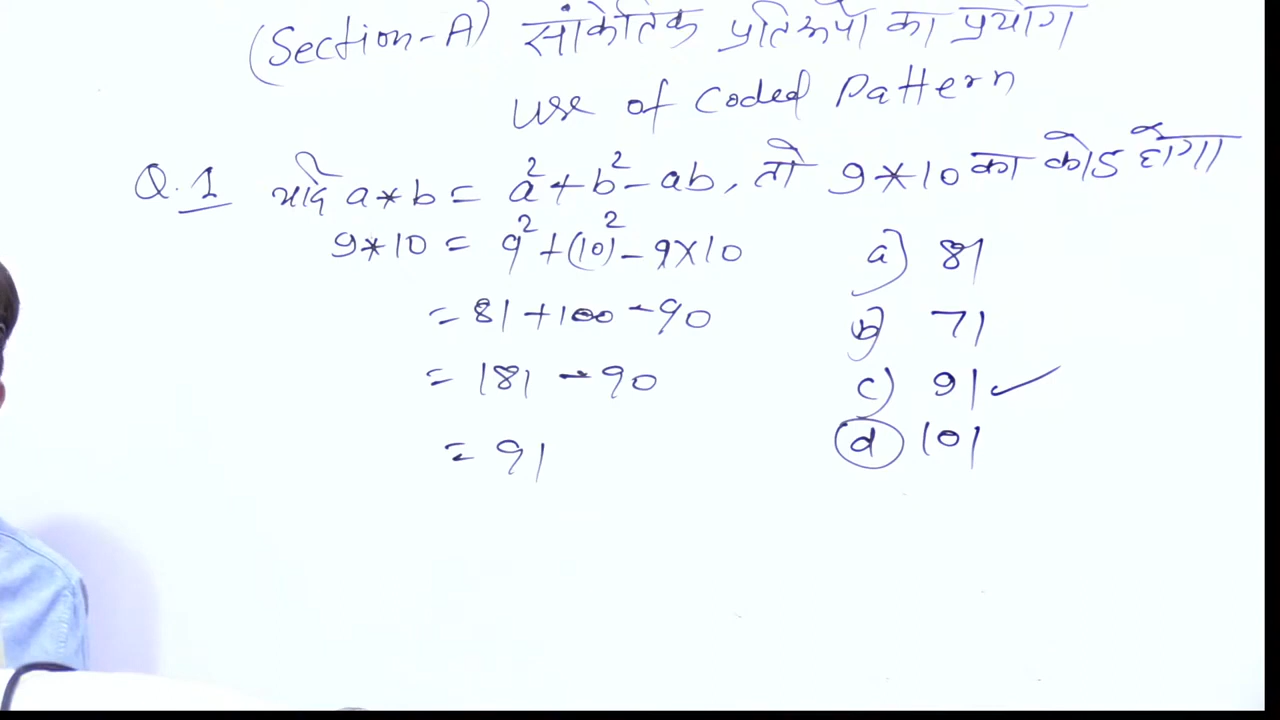 (Section-A) सांकेतिक प्रतिरूपों का प्रयोग
Use of Coded Pattern
Q.1 यदि a*b = a²+b²-ab, तो 9*10 का कोड होगा
9*10 = 9²+(10)²-9×10
a) 81
= 81+100-90
b) 71
= 181-90
c) 91 ✓
= 91
d) 101